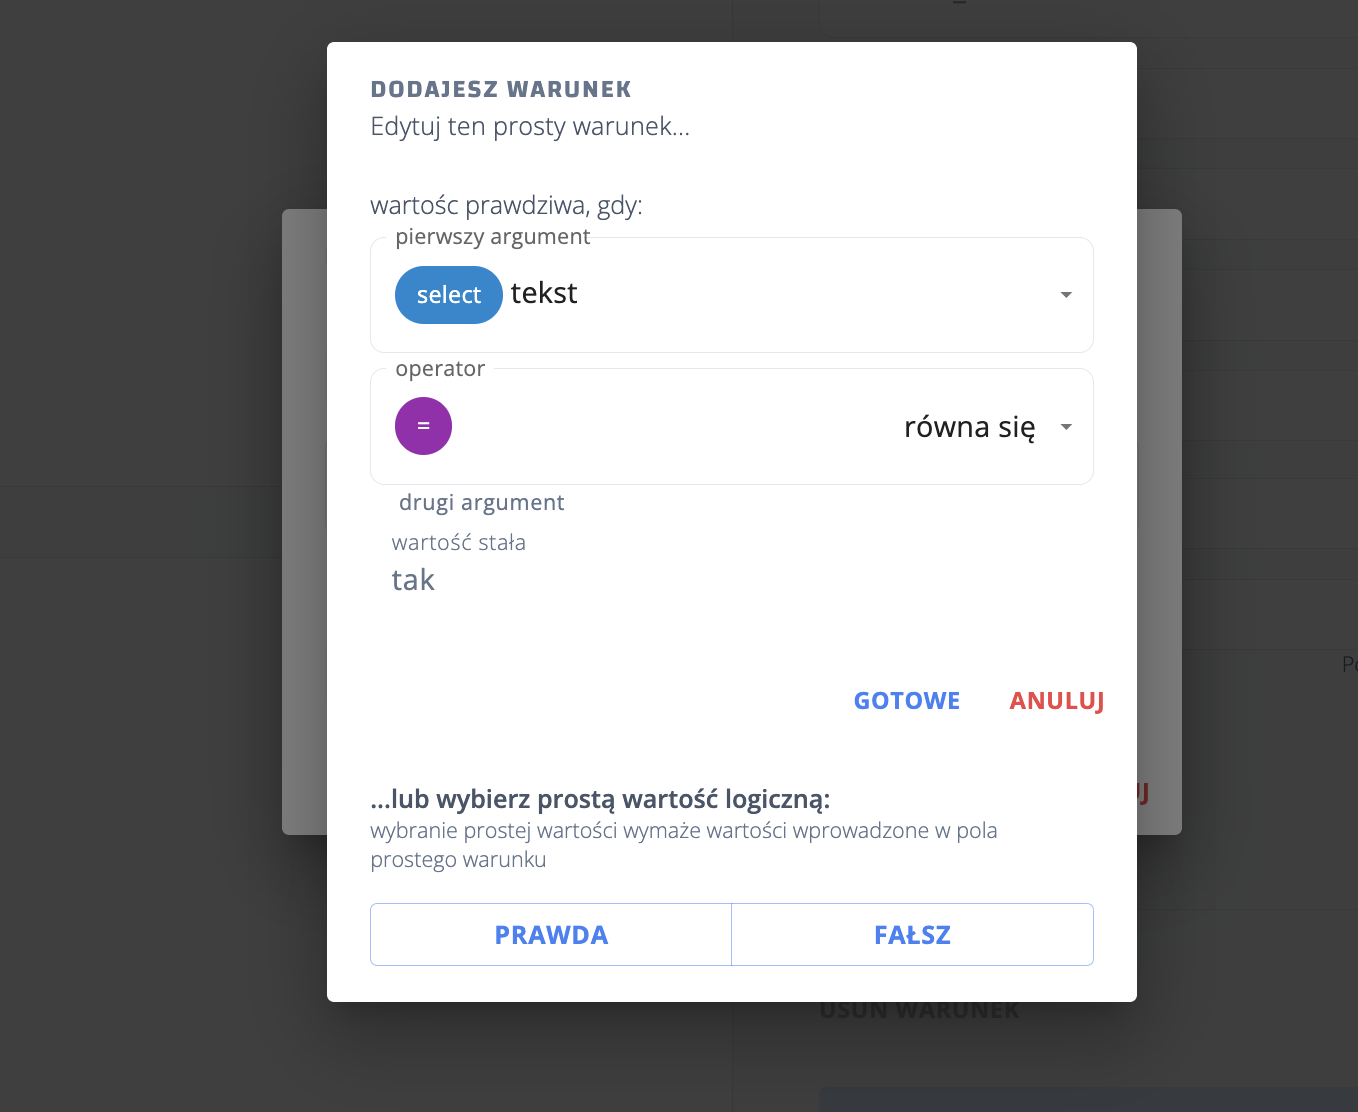 DODAJESZ WARUNEK
Edytuj ten prosty warunek...
wartośc prawdziwa, gdy:
pierwszy argument
select tekst
operator
= równa się
drugi argument
wartość stała
tak
GOTOWE ANULUJ
...lub wybierz prostą wartość logiczną:
wybranie prostej wartości wymaże wartości wprowadzone w pola
prostego warunku
PRAWDA FAŁSZ
USUŃ WARUNEK